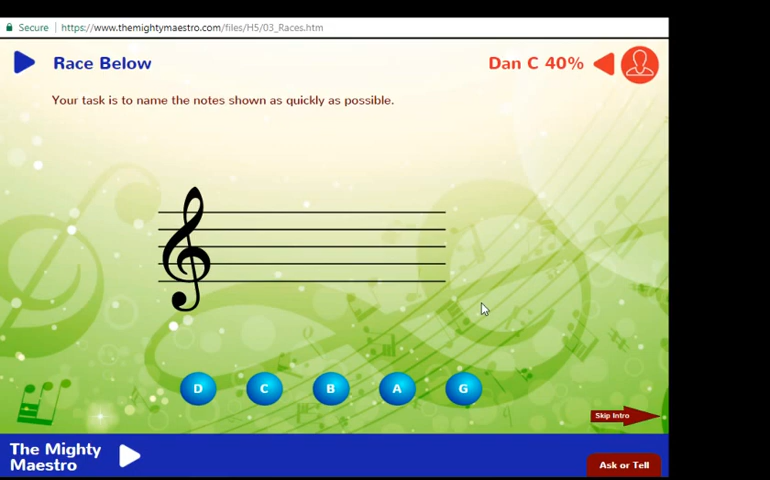 Secure https://www.themightymaestro.com/files/H5/03_Races.htm
Race Below
Dan C 40%
Your task is to name the notes shown as quickly as possible.
D C B A G
Skip Intro
The Mighty
Maestro
Ask or Tell